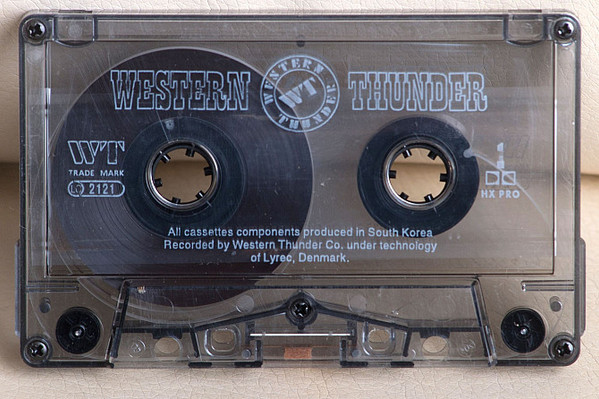 WESTERN THUNDER
WESTERN
WT
THUNDER
WT
TRADE MARK
LC 2121
1
HX PRO
All cassettes components produced in South Korea
Recorded by Western Thunder Co. under technology
of Lyrec, Denmark.